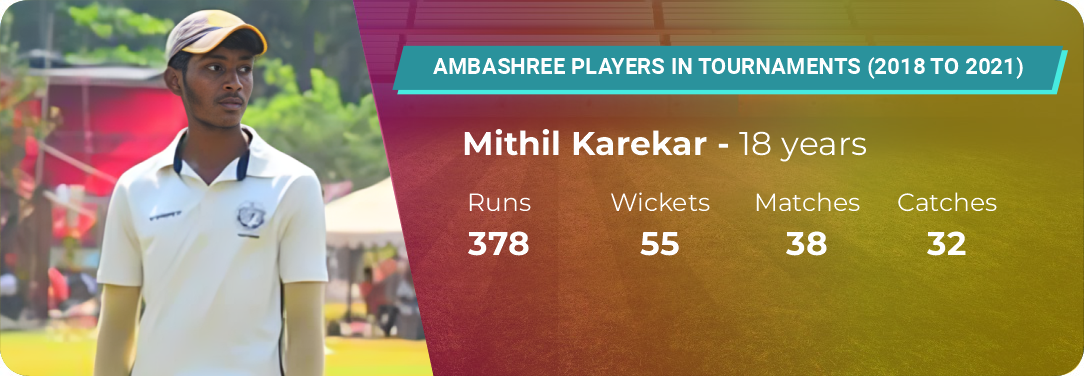 AMBASHREE PLAYERS IN TOURNAMENTS (2018 TO 2021)
Mithil Karekar - 18 years
Runs Wickets Matches Catches
378 55 38 32